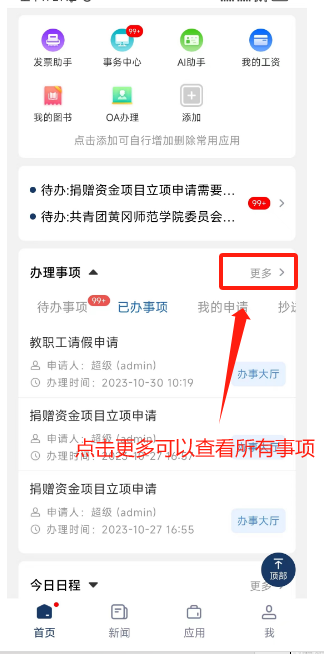 99+
发票助手 事务中心 AI助手 我的工资
我的图书 OA办理 添加
点击添加可自行增加删除常用应用
待办:捐赠资金项目立项申请需要...
99+
待办:共青团黄冈师范学院委员会...
办理事项 更多
待办事项 99+ 已办事项 我的申请
教职工请假申请
申请人：超级 (admin)
办理时间：2023-10-30 10:19
办事大厅
捐赠资金项目立项申请
申请人：超级 (admin)
点击更多可以查看所有事项
办理时间：2023-10-27 16:57
捐赠资金项目立项申请
申请人：超级 (admin)
办理时间：2023-10-27 16:55
办事大厅
顶部
今日日程 更多
首页 新闻 应用 我